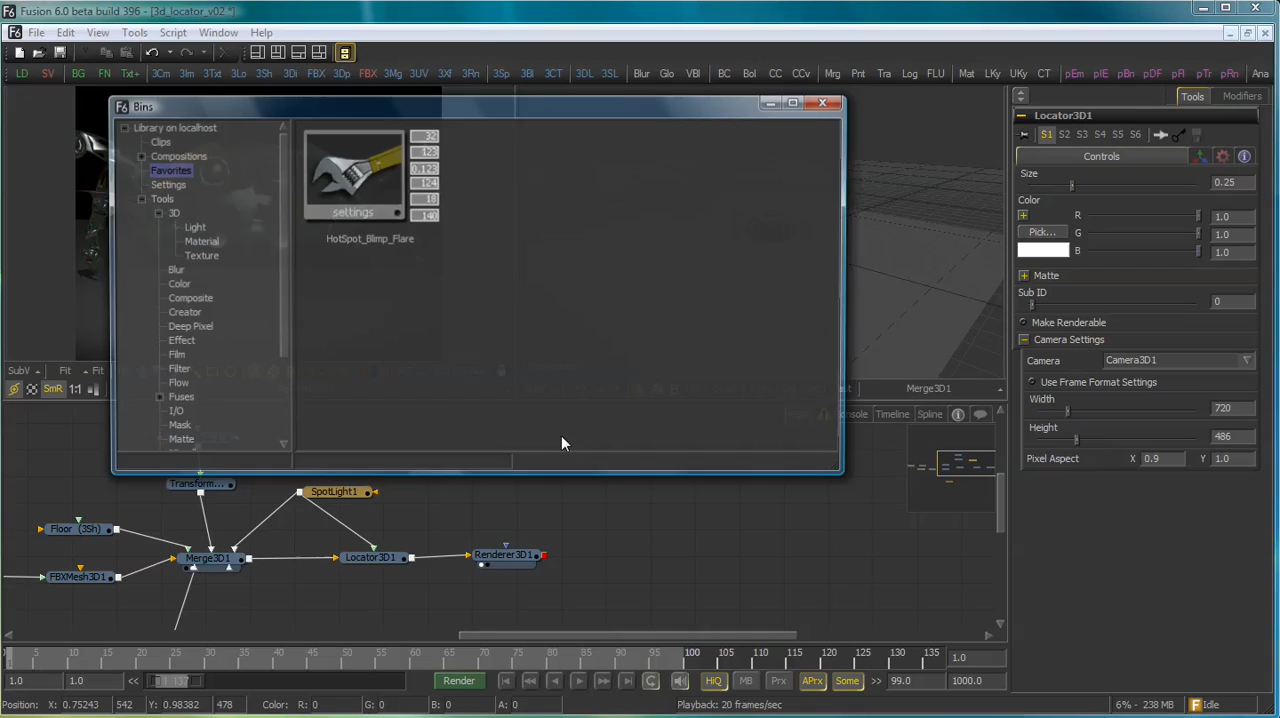 Fusion 6.0 beta build 396 - [3d_locator_v02 *]
File Edit View Tools Script Window Help
LD SV BG FN Txt+ 3Cm 3Im 3Txt 3Lo 3Sh 3Di FBX 3Dp FBX 3Mg 3UV 3Xf 3Rn 3Sp 3Bi 3CT 3DL 3SL Blur Glo VBl BC Bol CC CCv Mrg Pnt Tra Log FLU Mat LKy UKy CT pEm pIE pBn pDF pFl pTr pRn Ana
Bins
Library on localhost
Clips
Compositions
Favorites
Settings
Tools
3D
Light
Material
Texture
Blur
Color
Composite
Creator
Deep Pixel
Effect
Film
Filter
Flow
Fuses
I/O
Mask
Matte
32
123
0.123
124
18
140
settings
HotSpot_Blimp_Flare
Tools Modifiers
Locator3D1
S1 S2 S3 S4 S5 S6
Controls
Size
0.25
Color
R 1.0
Pick... G 1.0
B 1.0
Matte
Sub ID
0
Make Renderable
Camera Settings
Camera Camera3D1
Use Frame Format Settings
Width
720
Height
486
Pixel Aspect X 0.9 Y 1.0
SubV Fit Fit
SmR 1:1
Merge3D1
Console Timeline Spline
Transform...
SpotLight1
Floor (3Sh)
Merge3D1
Locator3D1
Renderer3D1
FBXMesh3D1
5 10 15 20 25 30 35 40 45 50 55 60 65 70 75 80 85 90 95 100 105 110 115 120 125 130 135 1.0
1.0 1.0 << 1 137 Render HiQ MB Prx APrx Some >> 99.0 1000.0
Position: X: 0.75243 542 Y: 0.98382 478 Color: R: 0 G: 0 B: 0 A: 0 Playback: 20 frames/sec 6% - 238 MB Idle